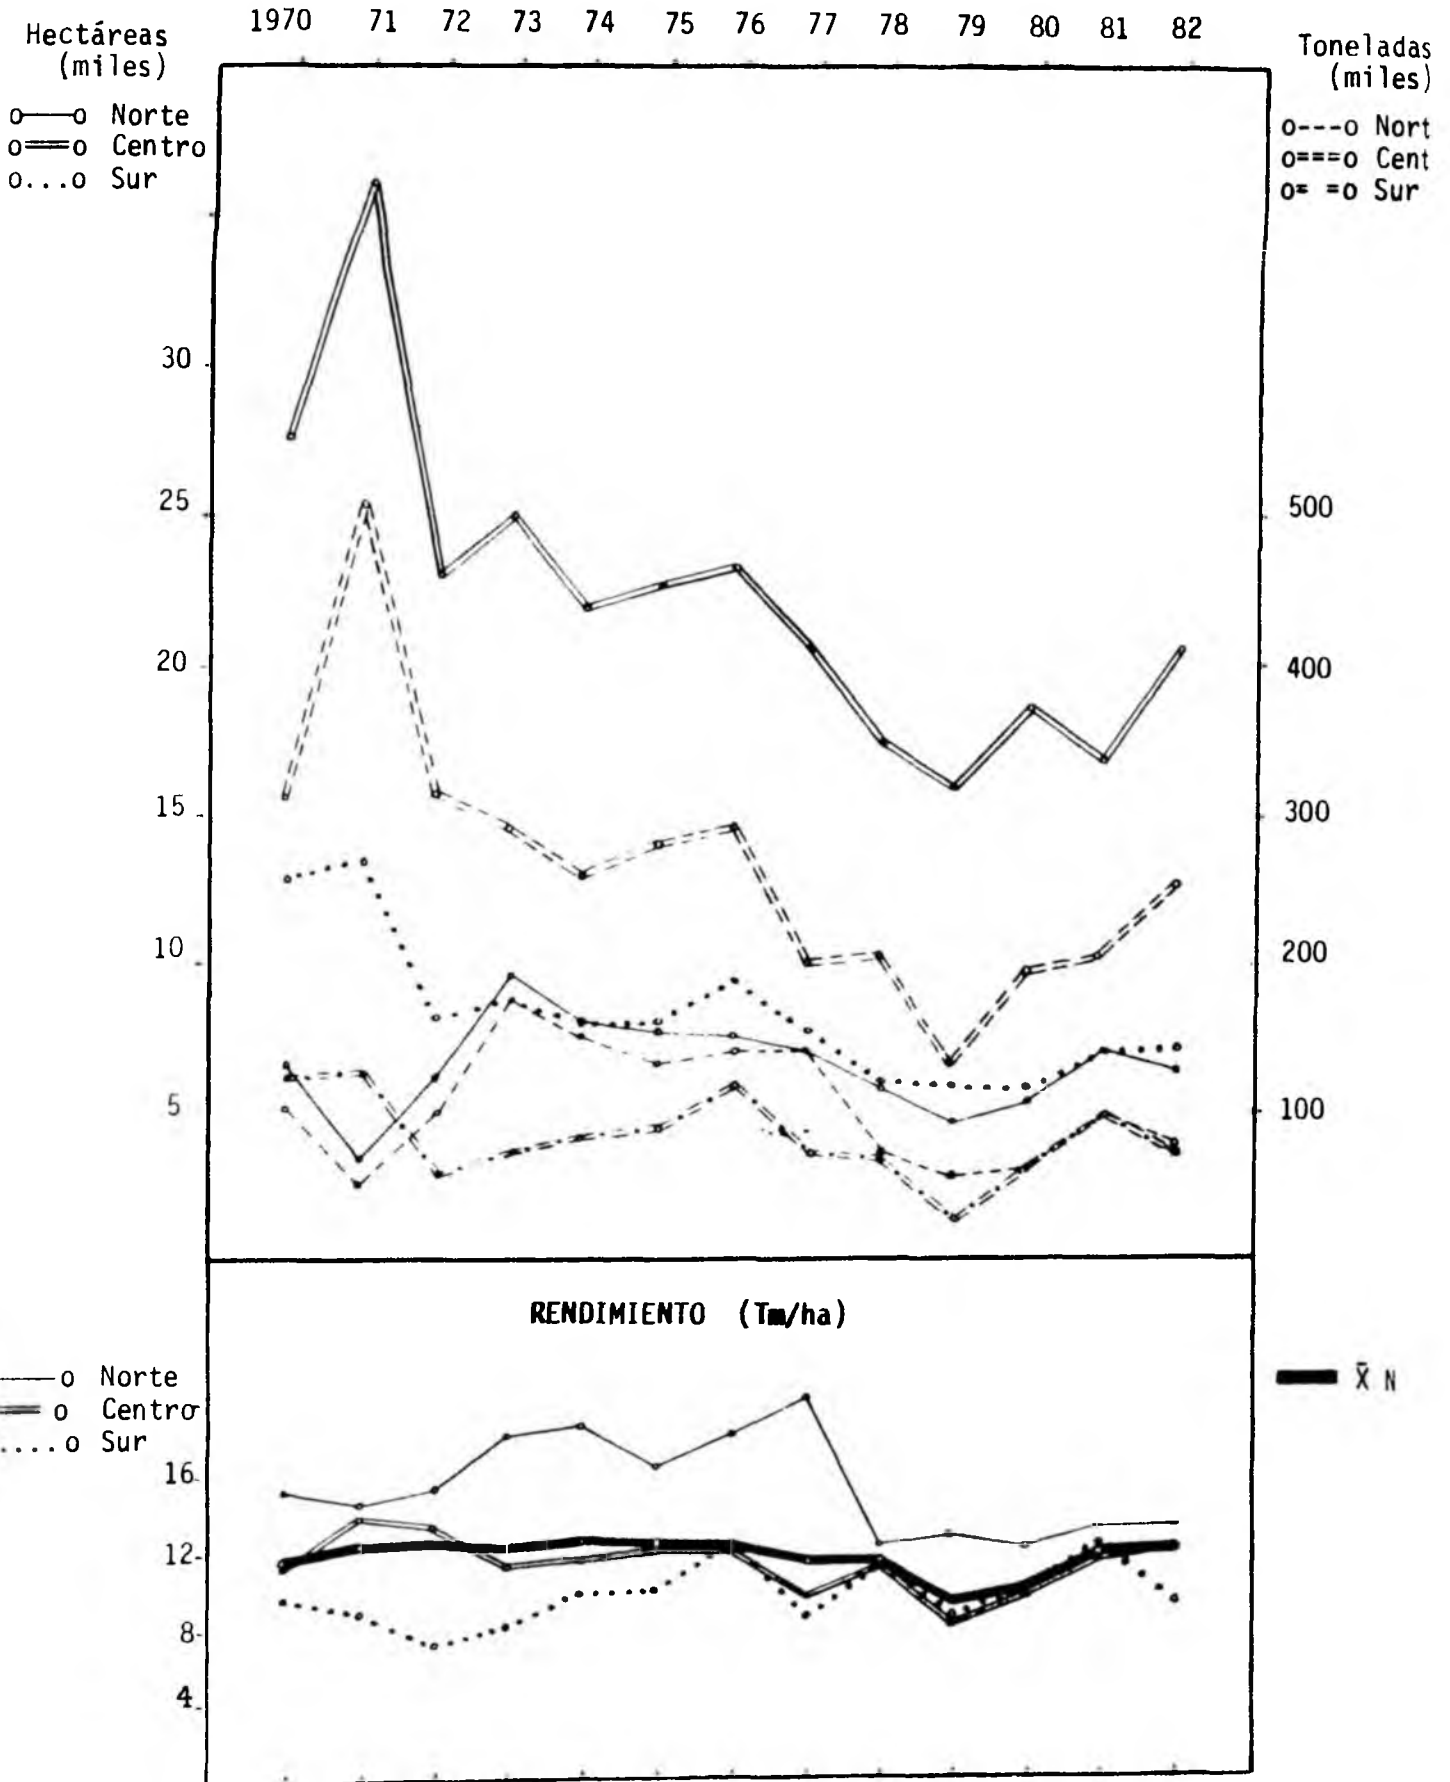 1970 71 72 73 74 75 76 77 78 79 80 81 82
Hectáreas
(miles)
o——o Norte
o==o Centro
o...o Sur
Toneladas
(miles)
o---o Nort
o===o Cent
o= =o Sur
30
25
20
15
10
5
500
400
300
200
100
RENDIMIENTO (Tm/ha)
——o Norte
== o Centro
....o Sur
X̄ N
16
12
8
4